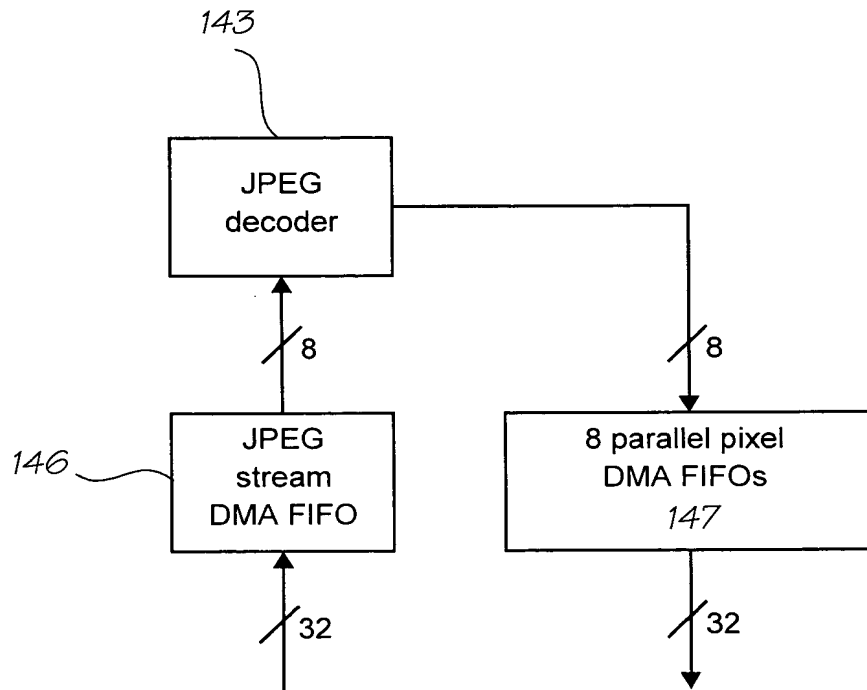 143
JPEG
decoder
8
8
JPEG
stream
DMA FIFO
146
8 parallel pixel
DMA FIFOs
147
32
32